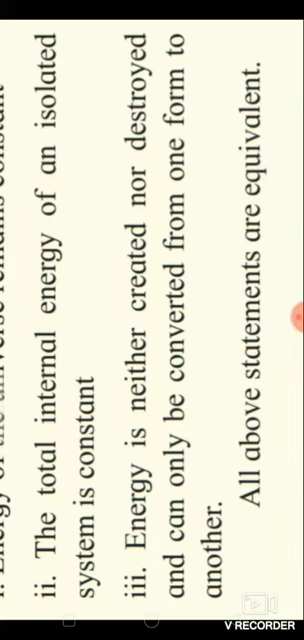 ii. The total internal energy of an isolated
system is constant
iii. Energy is neither created nor destroyed
and can only be converted from one form to
another.
All above statements are equivalent.
V RECORDER